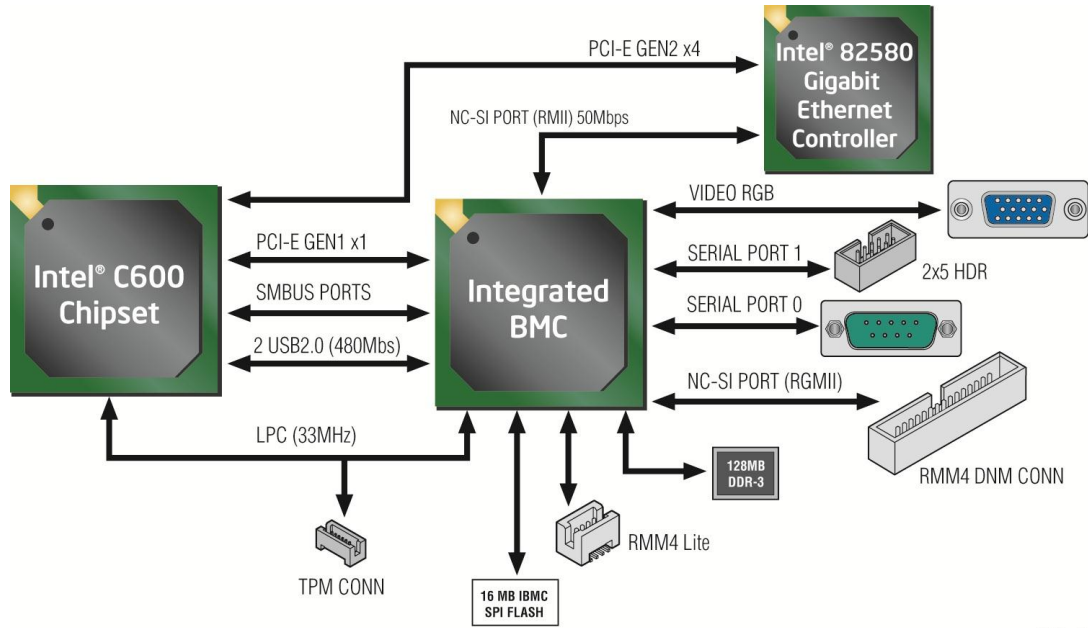 PCI-E GEN2 x4
Intel® 82580
Gigabit
Ethernet
Controller
NC-SI PORT (RMII) 50Mbps
VIDEO RGB
Intel® C600
Chipset
PCI-E GEN1 x1
SMBUS PORTS
2 USB2.0 (480Mbs)
Integrated
BMC
SERIAL PORT 1
2x5 HDR
SERIAL PORT 0
NC-SI PORT (RGMII)
LPC (33MHz)
128MB
DDR-3
RMM4 DNM CONN
RMM4 Lite
TPM CONN
16 MB IBMC
SPI FLASH